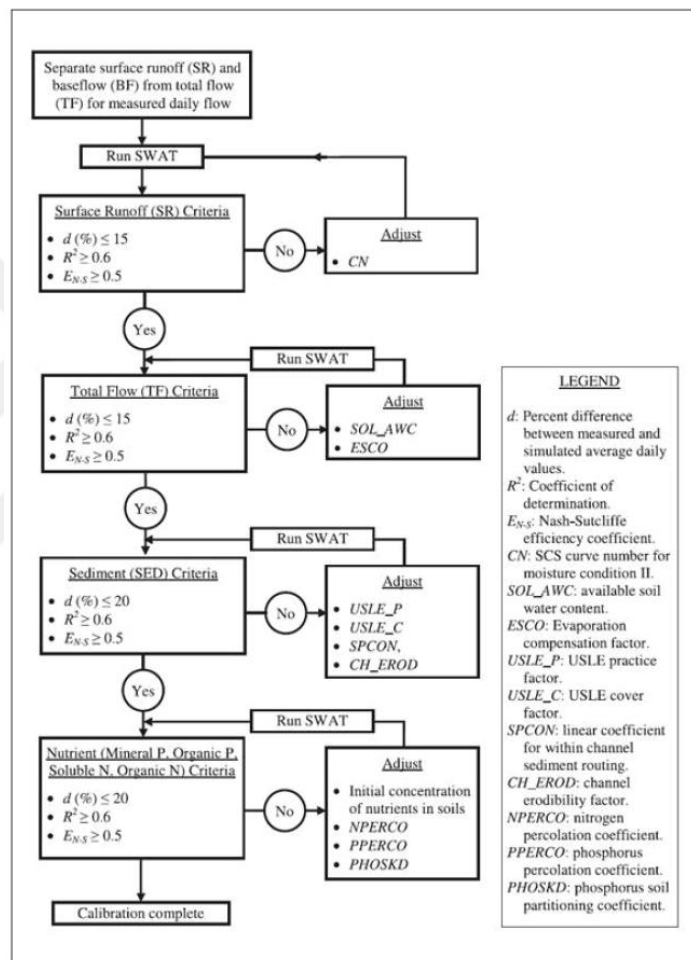 Separate surface runoff (SR) and
baseflow (BF) from total flow
(TF) for measured daily flow
Run SWAT
Surface Runoff (SR) Criteria
• d (%) ≤ 15
• R² ≥ 0.6
• E_N-S ≥ 0.5
No
Adjust
• CN
Yes
Run SWAT
Total Flow (TF) Criteria
• d (%) ≤ 15
• R² ≥ 0.6
• E_N-S ≥ 0.5
No
Adjust
• SOL_AWC
• ESCO
Yes
Run SWAT
Sediment (SED) Criteria
• d (%) ≤ 20
• R² ≥ 0.6
• E_N-S ≥ 0.5
No
Adjust
• USLE_P
• USLE_C
• SPCON,
• CH_EROD
Yes
Run SWAT
Nutrient (Mineral P, Organic P,
Soluble N, Organic N) Criteria
• d (%) ≤ 20
• R² ≥ 0.6
• E_N-S ≥ 0.5
No
Adjust
• Initial concentration
of nutrients in soils
• NPERCO
• PPERCO
• PHOSKD
Calibration complete
LEGEND
d: Percent difference
between measured and
simulated average daily
values.
R²: Coefficient of
determination.
E_N-S: Nash-Sutcliffe
efficiency coefficient.
CN: SCS curve number for
moisture condition II.
SOL_AWC: available soil
water content.
ESCO: Evaporation
compensation factor.
USLE_P: USLE practice
factor.
USLE_C: USLE cover
factor.
SPCON: linear coefficient
for within channel
sediment routing.
CH_EROD: channel
erodibility factor.
NPERCO: nitrogen
percolation coefficient.
PPERCO: phosphorus
percolation coefficient.
PHOSKD: phosphorus soil
partitioning coefficient.